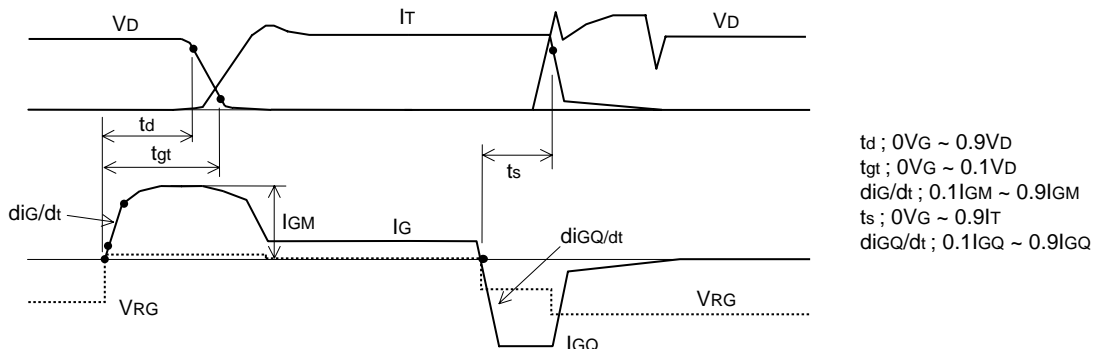 VD
IT
VD
td
tgt
ts
diG/dt
IGM
IG
diGQ/dt
VRG
VRG
IGQ
td ; 0VG ~ 0.9VD
tgt ; 0VG ~ 0.1VD
diG/dt ; 0.1IGM ~ 0.9IGM
ts ; 0VG ~ 0.9IT
diGQ/dt ; 0.1IGQ ~ 0.9IGQ